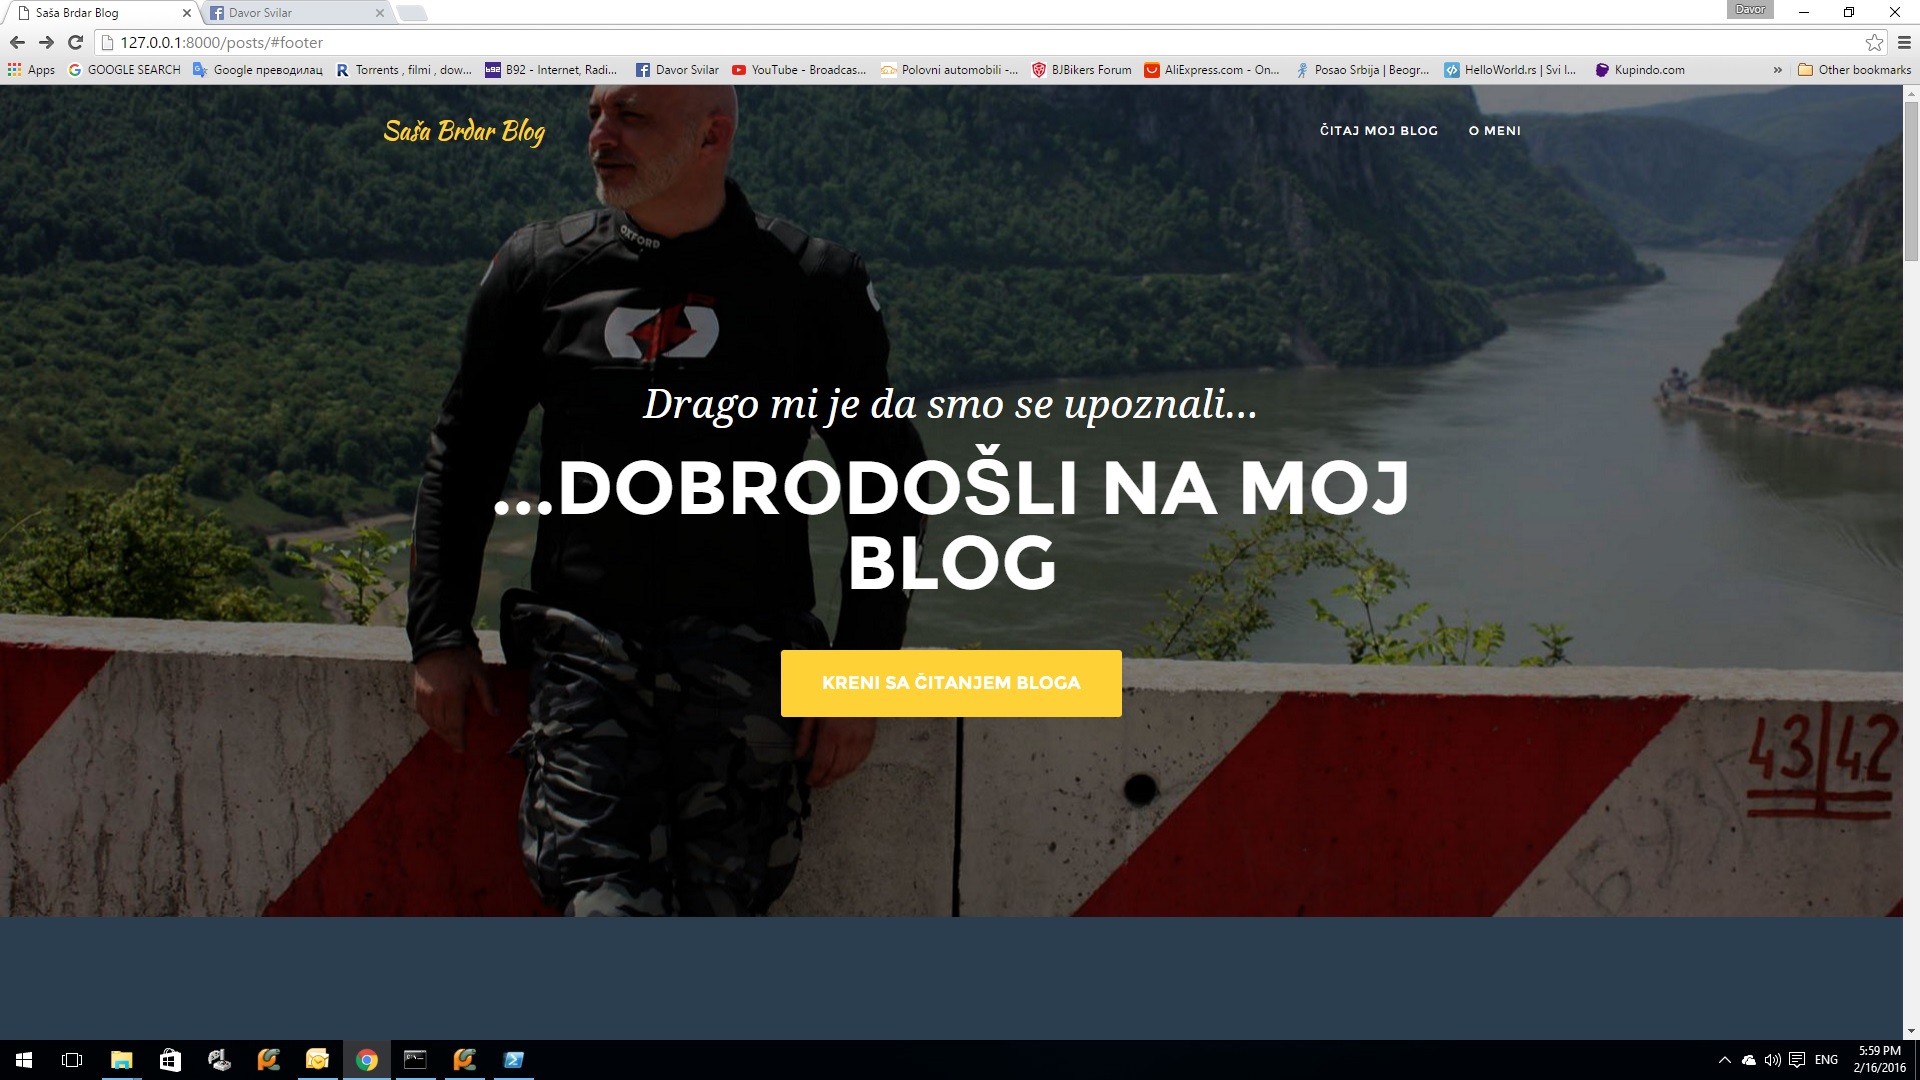 Saša Brdar Blog
Davor Svilar
Davor
127.0.0.1:8000/posts/#footer
Apps
GOOGLE SEARCH
Google преводилац
Torrents , filmi , dow...
B92 - Internet, Radi...
Davor Svilar
YouTube - Broadcas...
Polovni automobili -...
BJBikers Forum
AliExpress.com - On...
Posao Srbija | Beogr...
HelloWorld.rs | Svi I...
Kupindo.com
»
Other bookmarks
Saša Brdar Blog
ČITAJ MOJ BLOG
O MENI
OXFORD
Drago mi je da smo se upoznali...
...DOBRODOŠLI NA MOJ
BLOG
KRENI SA ČITANJEM BLOGA
43 42
ENG
5:59 PM
2/16/2016